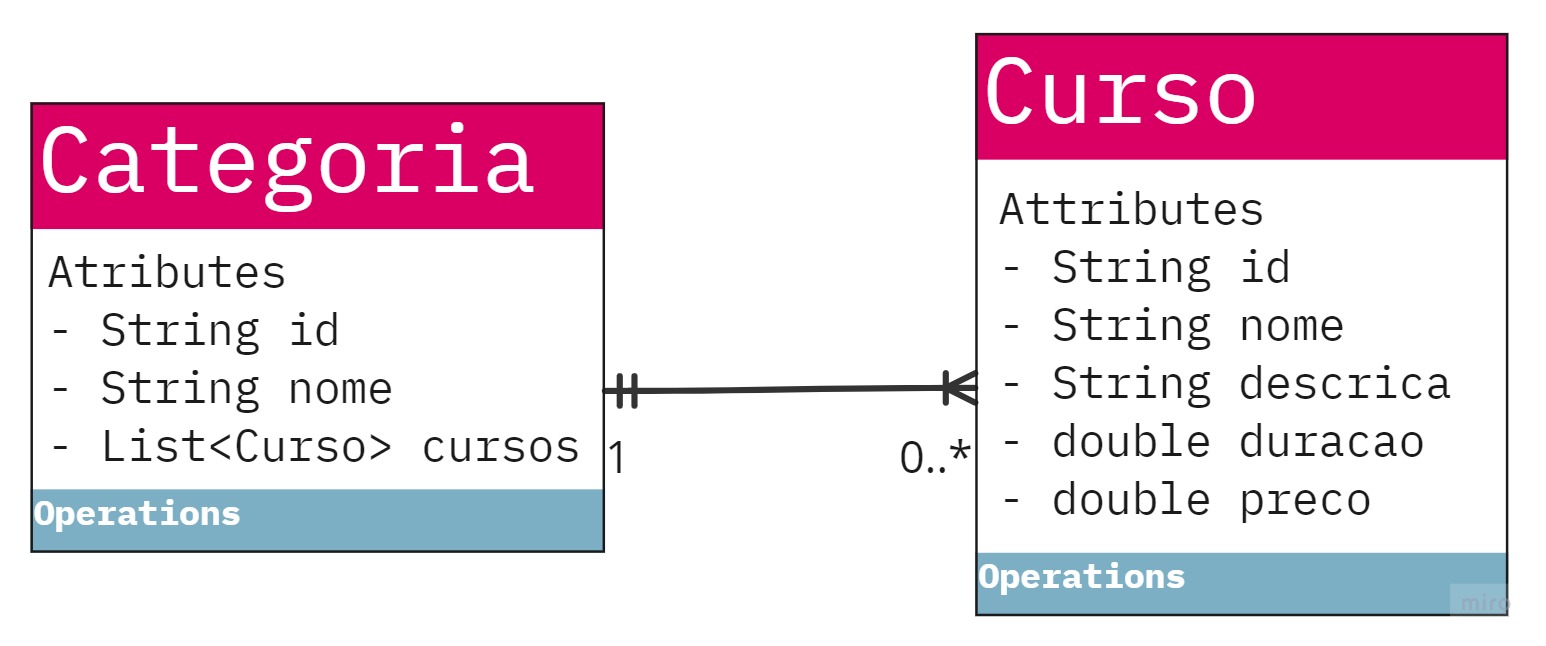 Categoria
Atributes
- String id
- String nome
- List<Curso> cursos
Operations
1
0..*
Curso
Attributes
- String id
- String nome
- String descrica
- double duracao
- double preco
Operations
miro